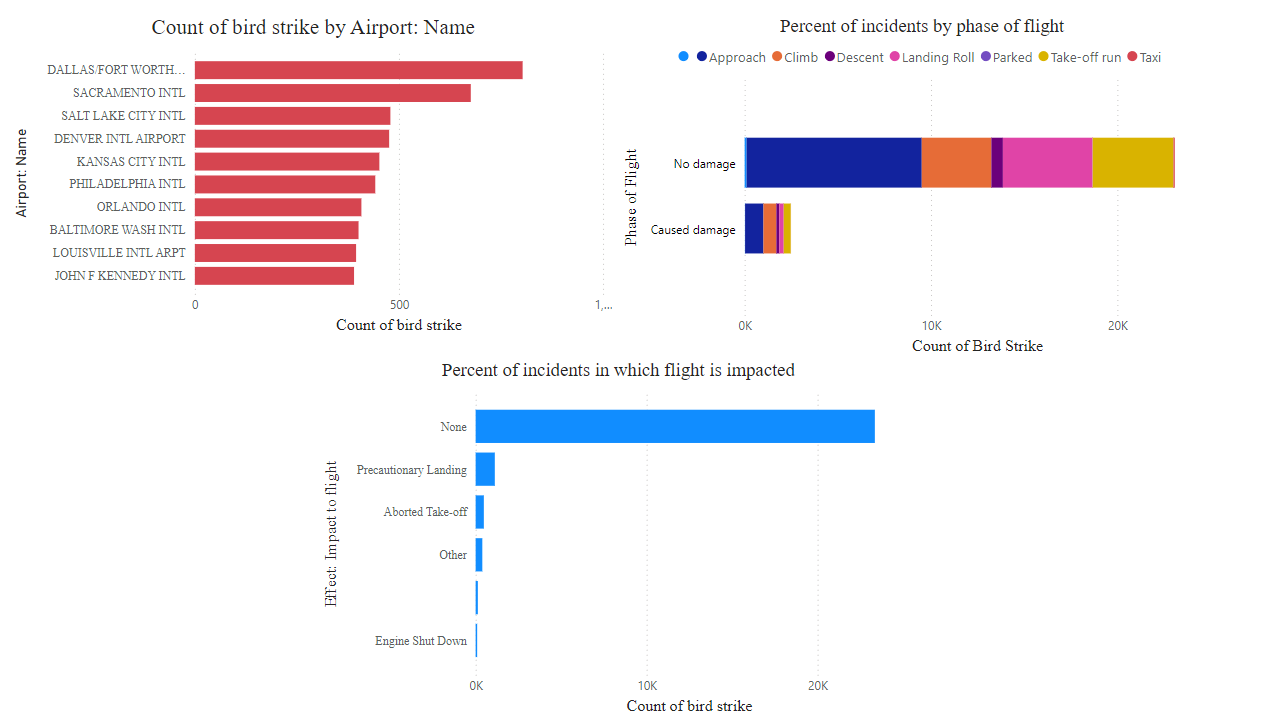 Count of bird strike by Airport: Name
Airport: Name
DALLAS/FORT WORTH…
SACRAMENTO INTL
SALT LAKE CITY INTL
DENVER INTL AIRPORT
KANSAS CITY INTL
PHILADELPHIA INTL
ORLANDO INTL
BALTIMORE WASH INTL
LOUISVILLE INTL ARPT
JOHN F KENNEDY INTL
0 500 1,...
Count of bird strike
Percent of incidents by phase of flight
Approach Climb Descent Landing Roll Parked Take-off run Taxi
Phase of Flight
No damage
Caused damage
0K 10K 20K
Count of Bird Strike
Percent of incidents in which flight is impacted
Effect: Impact to flight
None
Precautionary Landing
Aborted Take-off
Other
Engine Shut Down
0K 10K 20K
Count of bird strike